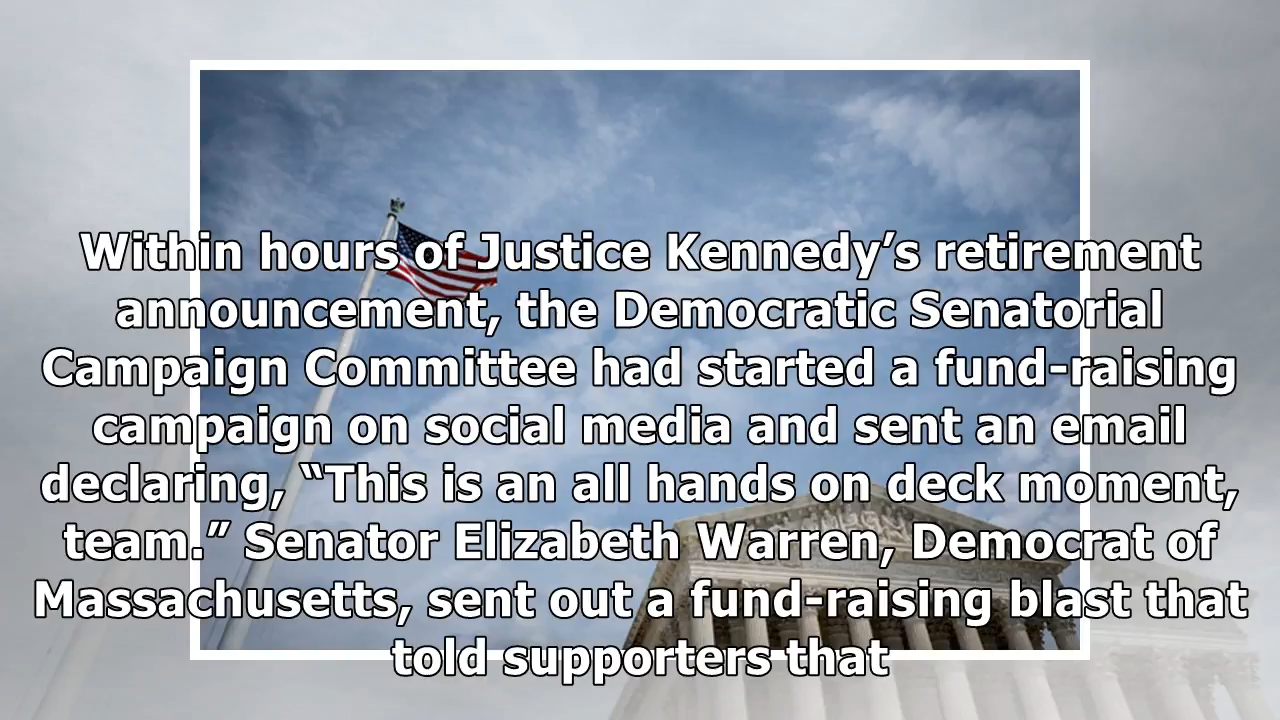 Within hours of Justice Kennedy’s retirement
announcement, the Democratic Senatorial
Campaign Committee had started a fund-raising
campaign on social media and sent an email
declaring, “This is an all hands on deck moment,
team.” Senator Elizabeth Warren, Democrat of
Massachusetts, sent out a fund-raising blast that
told supporters that